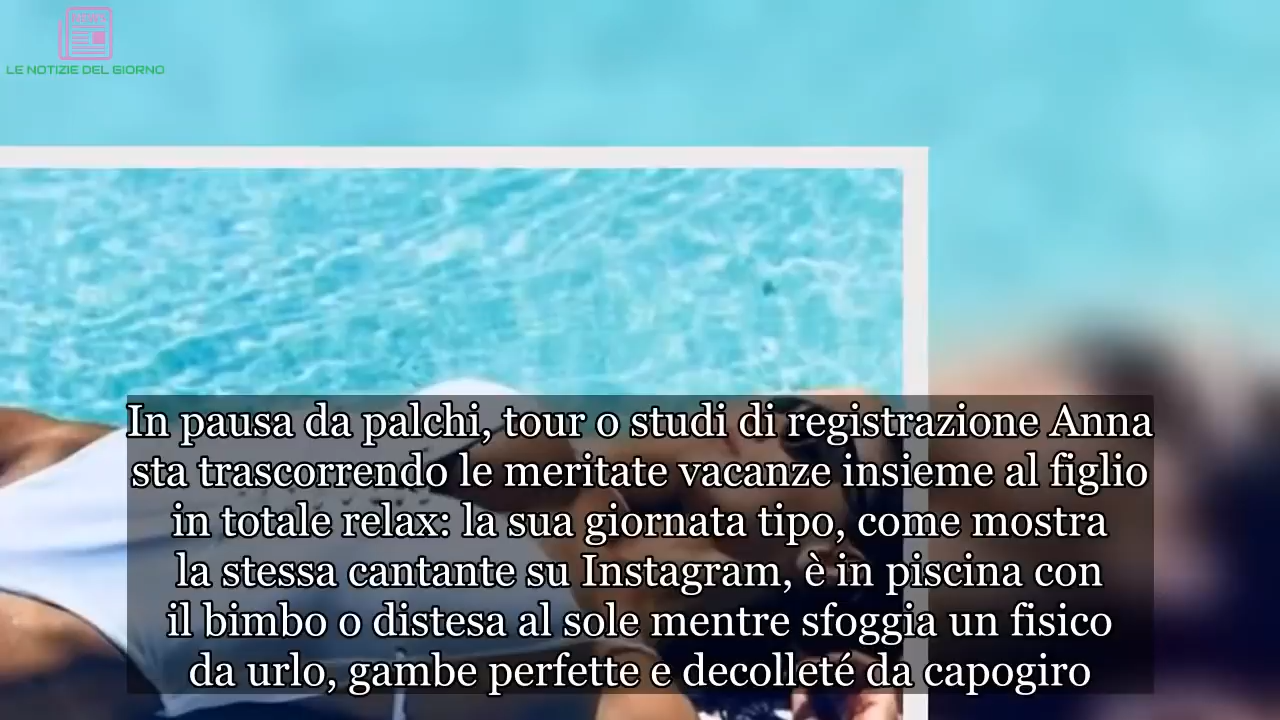 NEWS
LE NOTIZIE DEL GIORNO
In pausa da palchi, tour o studi di registrazione Anna
sta trascorrendo le meritate vacanze insieme al figlio
in totale relax: la sua giornata tipo, come mostra
la stessa cantante su Instagram, è in piscina con
il bimbo o distesa al sole mentre sfoggia un fisico
da urlo, gambe perfette e decolleté da capogiro